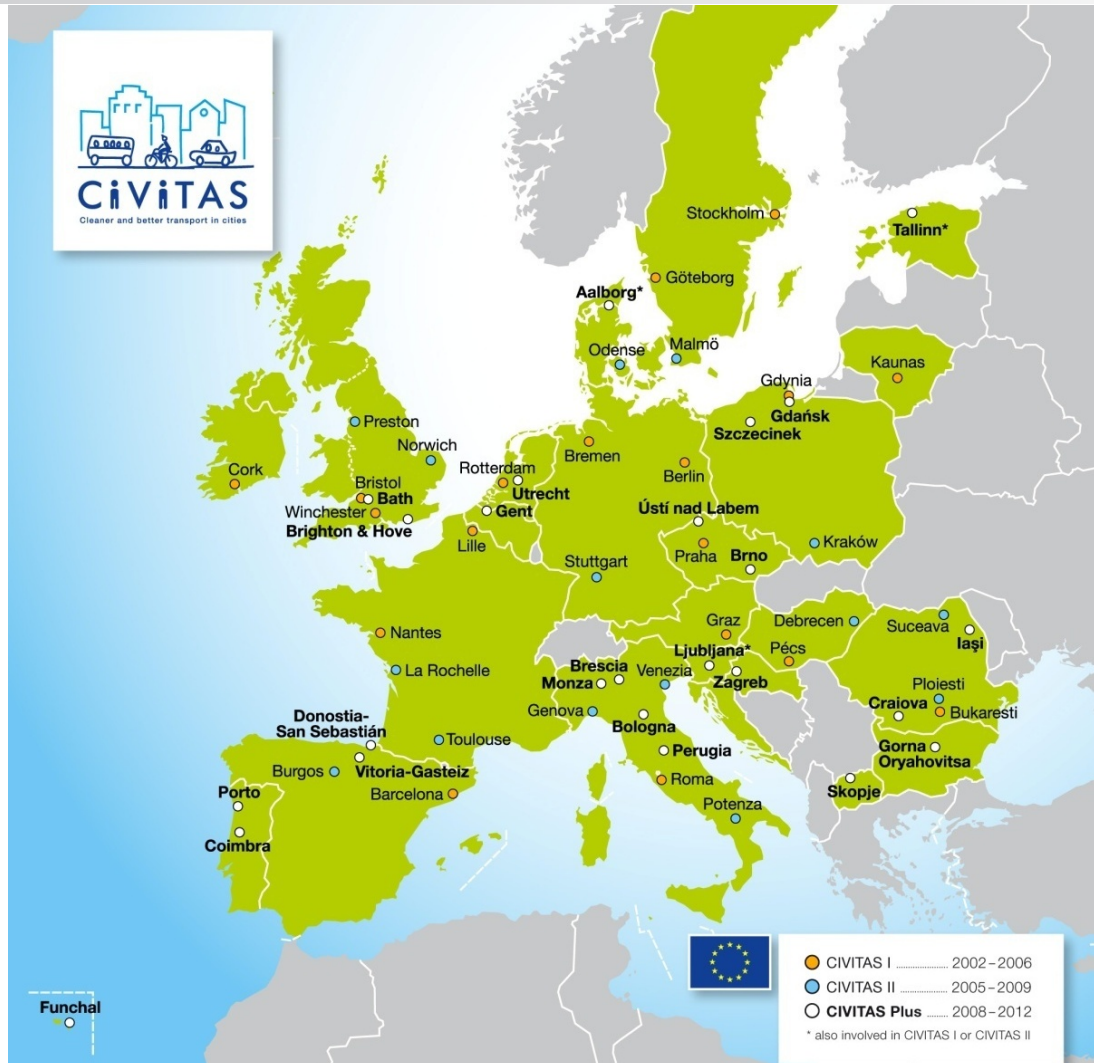 CiViTAS
Cleaner and better transport in cities
Stockholm
Tallinn*
Göteborg
Aalborg*
Malmö
Odense
Kaunas
Gdynia
Gdańsk
Szczecinek
Preston
Norwich
Bremen
Berlin
Cork
Rotterdam
Bristol
Bath
Utrecht
Winchester
Gent
Brighton & Hove
Lille
Ústí nad Labem
Praha
Brno
Kraków
Stuttgart
Nantes
Graz
Debrecen
Suceava
Iaşi
La Rochelle
Ljubljana*
Pécs
Brescia
Venezia
Zagreb
Monza
Ploiesti
Genova
Craiova
Bukaresti
Bologna
Donostia-
San Sebastián
Toulouse
Perugia
Gorna
Oryahovitsa
Burgos
Vitoria-Gasteiz
Roma
Skopje
Porto
Barcelona
Potenza
Coimbra
Funchal
CIVITAS I .................... 2002–2006
CIVITAS II ................... 2005–2009
CIVITAS Plus ....... 2008–2012
* also involved in CIVITAS I or CIVITAS II